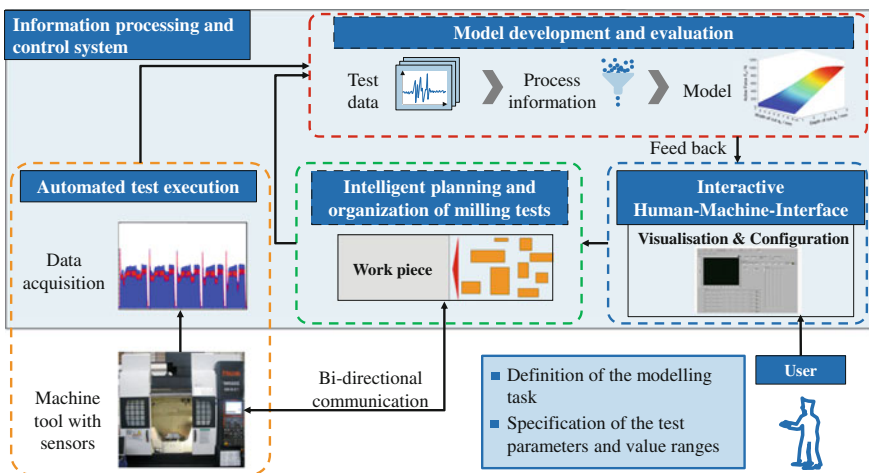 Information processing and
control system
Model development and evaluation
Test
data
Process
information
Model
Feed back
Automated test execution
Intelligent planning and
organization of milling tests
Interactive
Human-Machine-Interface
Visualisation & Configuration
Data
acquisition
Work piece
Machine
tool with
sensors
Bi-directional
communication
Definition of the modelling
task
Specification of the test
parameters and value ranges
User